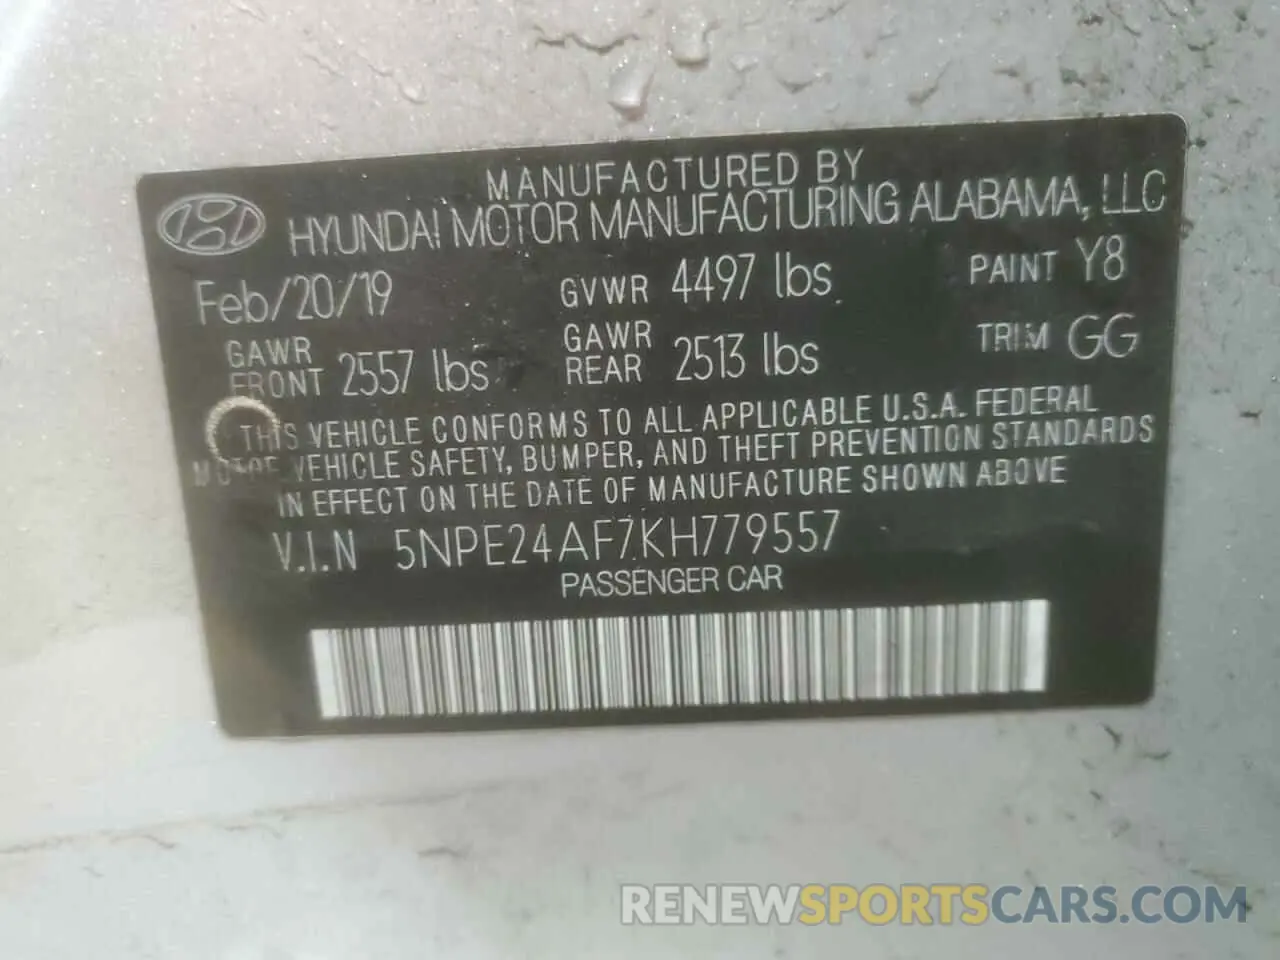 MANUFACTURED BY
HYUNDAI MOTOR MANUFACTURING ALABAMA, LLC
Feb/20/19 GVWR 4497 lbs PAINT Y8
GAWR FRONT 2557 lbs GAWR REAR 2513 lbs TRIM GG
THIS VEHICLE CONFORMS TO ALL APPLICABLE U.S.A. FEDERAL
MOTOR VEHICLE SAFETY, BUMPER, AND THEFT PREVENTION STANDARDS
IN EFFECT ON THE DATE OF MANUFACTURE SHOWN ABOVE
V.I.N 5NPE24AF7KH779557
PASSENGER CAR
RENEWSPORTSCARS.COM